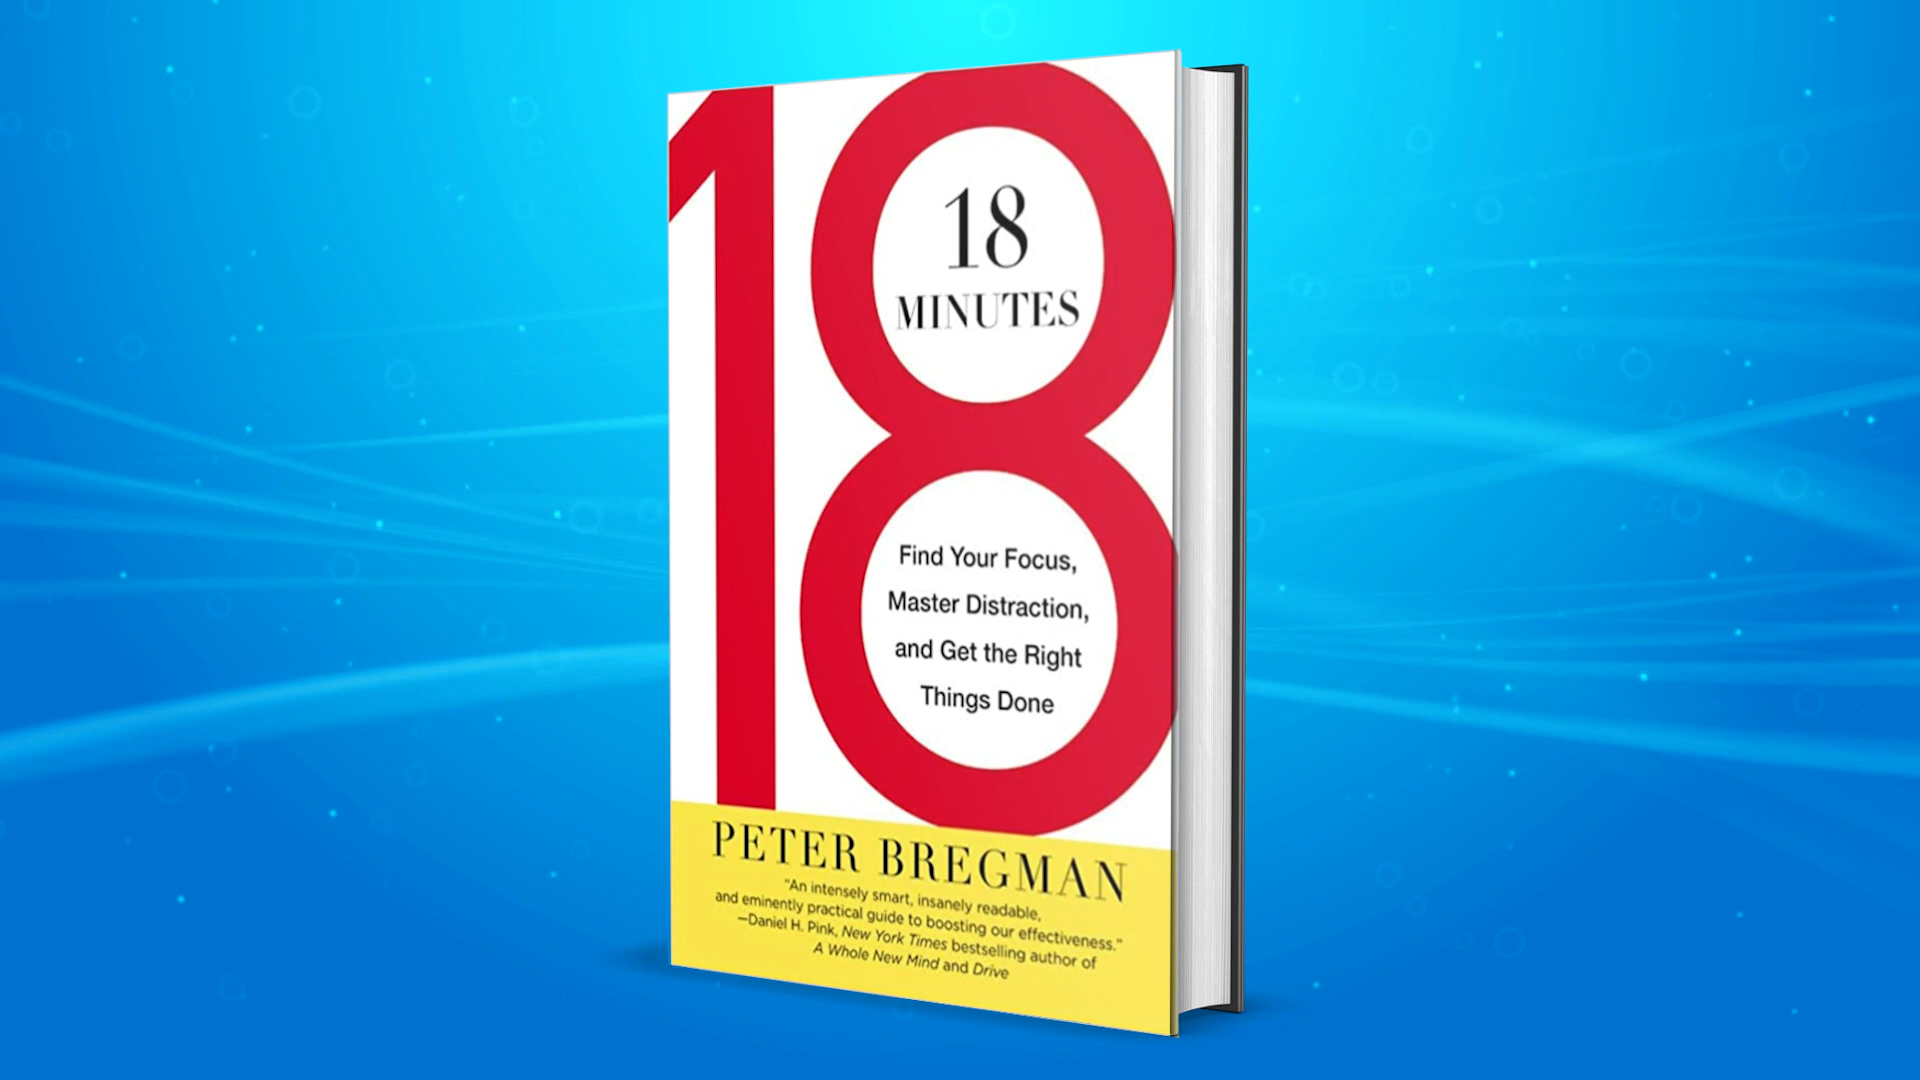 18
18
MINUTES
Find Your Focus,
Master Distraction,
and Get the Right
Things Done
PETER BREGMAN
"An intensely smart, insanely readable,
and eminently practical guide to boosting our effectiveness."
—Daniel H. Pink, New York Times bestselling author of
A Whole New Mind and Drive